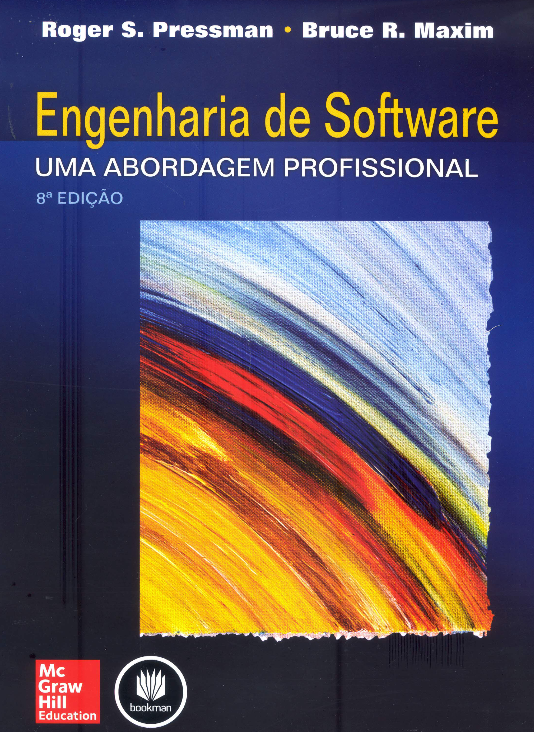 Roger S. Pressman • Bruce R. Maxim
Engenharia de Software
UMA ABORDAGEM PROFISSIONAL
8ª EDIÇÃO
Mc
Graw
Hill
Education
bookman